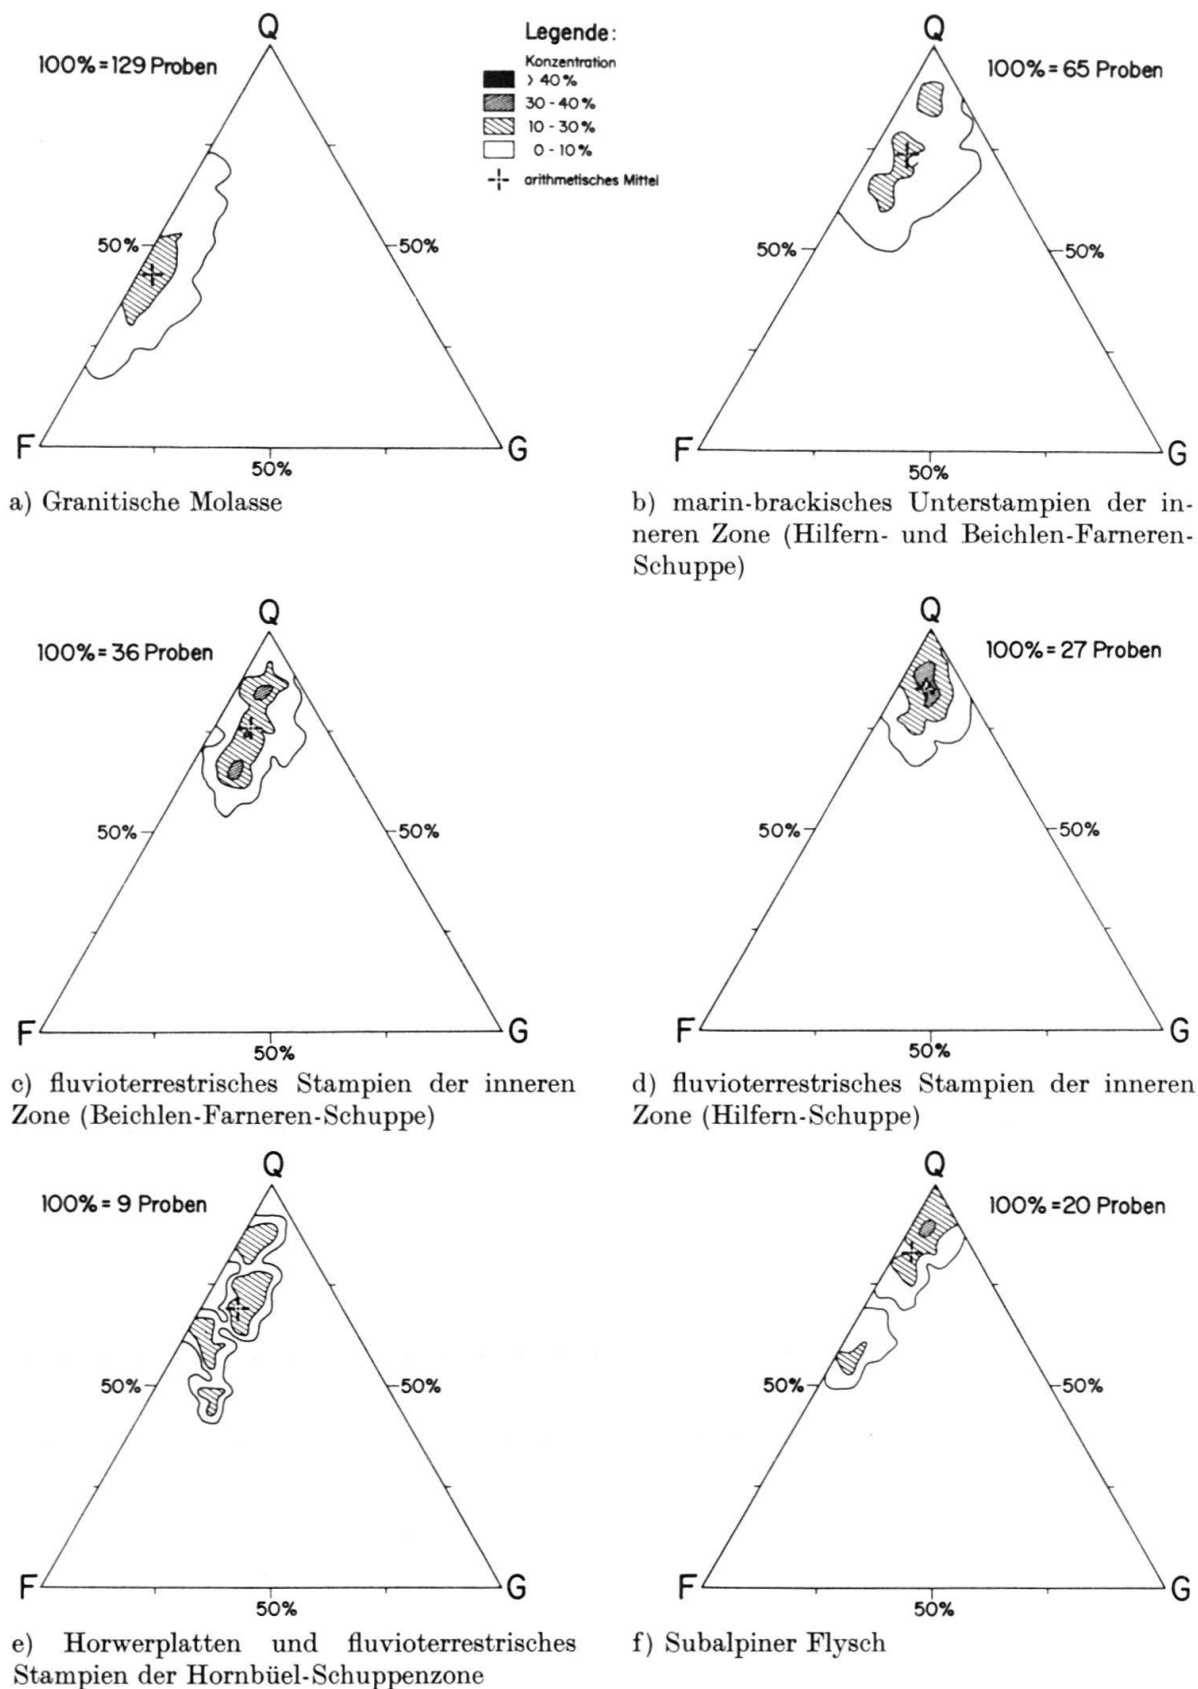 Q
100%=129 Proben
50%
50%
F
G
50%
a) Granitische Molasse
Legende:
Konzentration
> 40%
30-40%
10-30%
0-10%
arithmetisches Mittel
Q
100%=65 Proben
50%
50%
F
G
50%
b) marin-brackisches Unterstampien der in-
neren Zone (Hilfern- und Beichlen-Farneren-
Schuppe)
Q
100%=36 Proben
50%
50%
F
G
50%
c) fluvioterrestrisches Stampien der inneren
Zone (Beichlen-Farneren-Schuppe)
Q
100%=27 Proben
50%
50%
F
G
50%
d) fluvioterrestrisches Stampien der inneren
Zone (Hilfern-Schuppe)
Q
100%=9 Proben
50%
50%
F
G
50%
e) Horwerplatten und fluvioterrestrisches
Stampien der Hornbüel-Schuppenzone
Q
100%=20 Proben
50%
50%
F
G
50%
f) Subalpiner Flysch